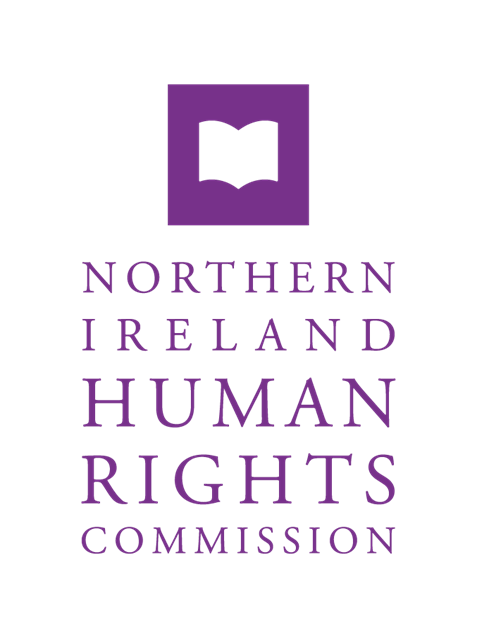 NORTHERN
IRELAND
HUMAN
RIGHTS
COMMISSION